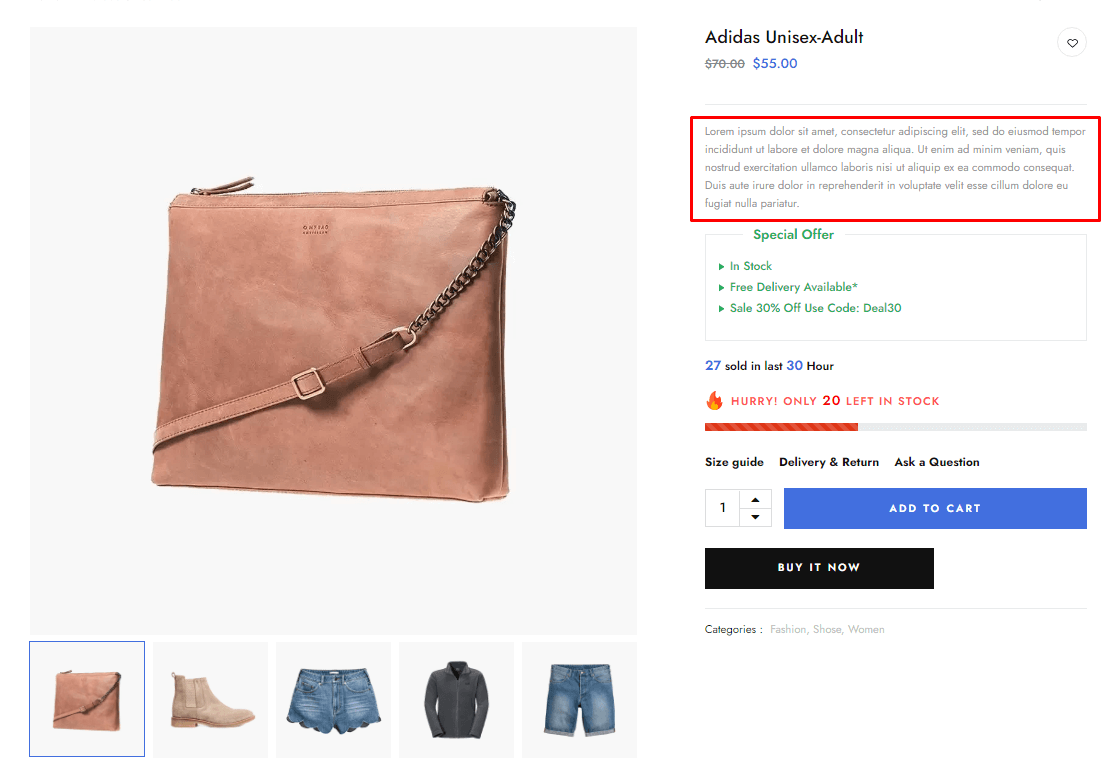 Adidas Unisex-Adult
$70.00 $55.00
Lorem ipsum dolor sit amet, consectetur adipiscing elit, sed do eiusmod tempor
incididunt ut labore et dolore magna aliqua. Ut enim ad minim veniam, quis
nostrud exercitation ullamco laboris nisi ut aliquip ex ea commodo consequat.
Duis aute irure dolor in reprehenderit in voluptate velit esse cillum dolore eu
fugiat nulla pariatur.
Special Offer
In Stock
Free Delivery Available*
Sale 30% Off Use Code: Deal30
27 sold in last 30 Hour
HURRY! ONLY 20 LEFT IN STOCK
Size guide Delivery & Return Ask a Question
1 ADD TO CART
BUY IT NOW
Categories : Fashion, Shose, Women